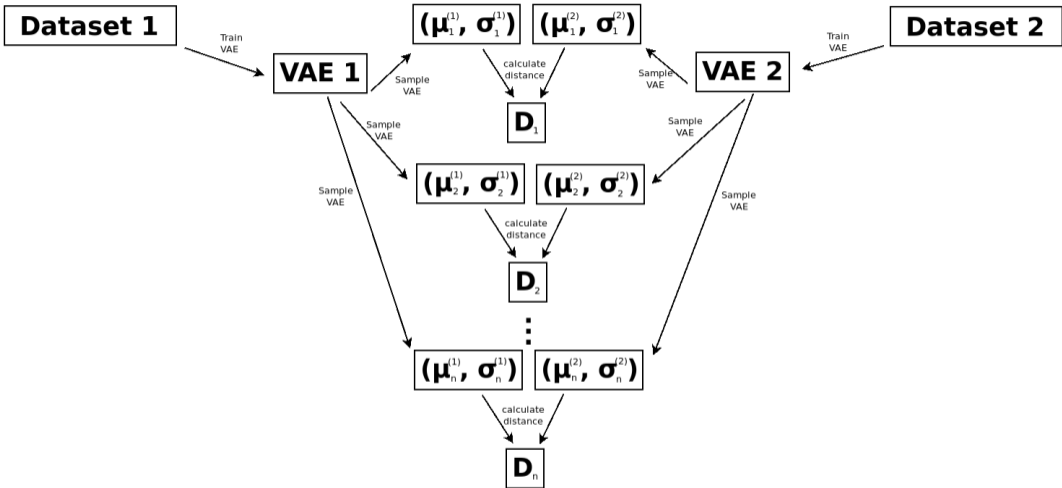 Dataset 1
Train
VAE
VAE 1
Sample
VAE
Sample
VAE
Sample
VAE
(μ₁⁽¹⁾, σ₁⁽¹⁾)
(μ₁⁽²⁾, σ₁⁽²⁾)
calculate
distance
D₁
Dataset 2
Train
VAE
VAE 2
Sample
VAE
Sample
VAE
Sample
VAE
(μ₂⁽¹⁾, σ₂⁽¹⁾)
(μ₂⁽²⁾, σ₂⁽²⁾)
calculate
distance
D₂
⋮
(μₙ⁽¹⁾, σₙ⁽¹⁾)
(μₙ⁽²⁾, σₙ⁽²⁾)
calculate
distance
Dₙ